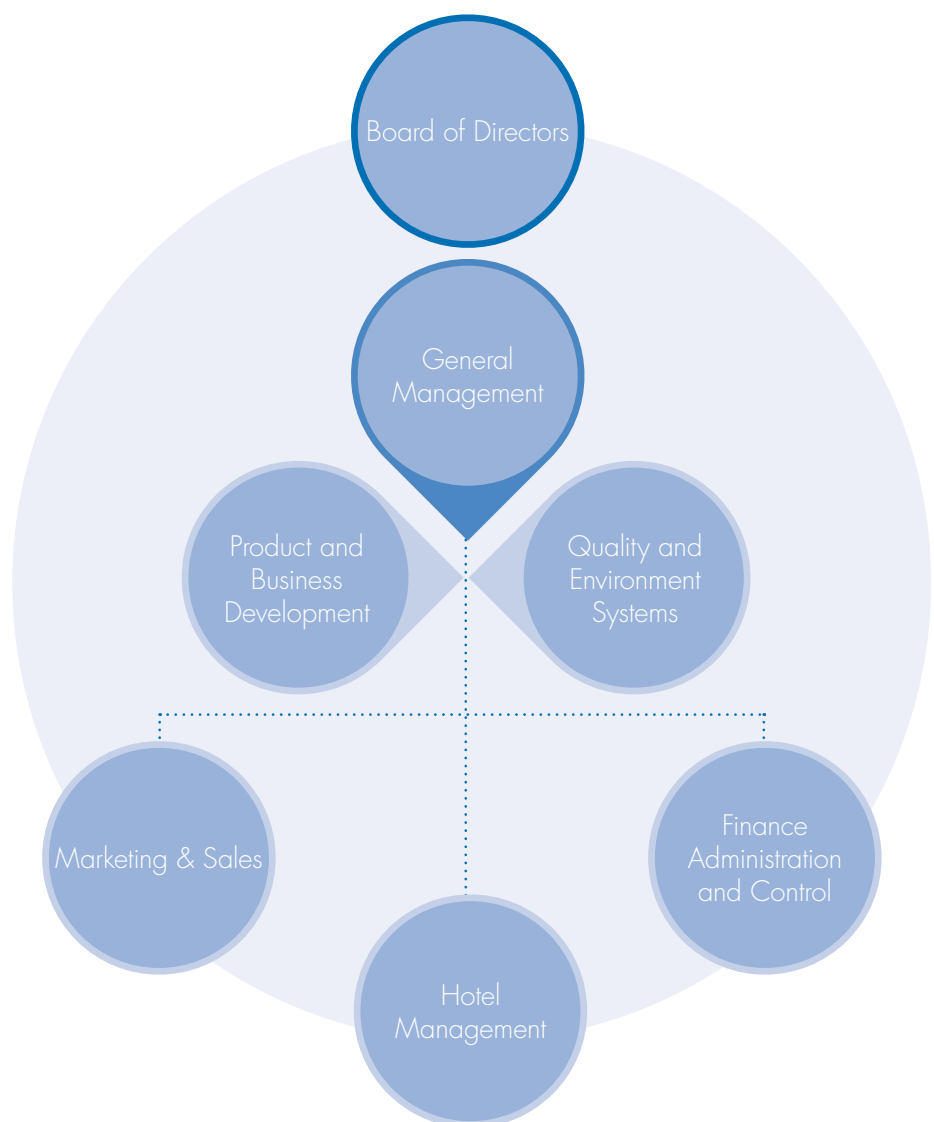 Board of Directors
General
Management
Product and
Business
Development
Quality and
Environment
Systems
Marketing & Sales
Finance
Administration
and Control
Hotel
Management